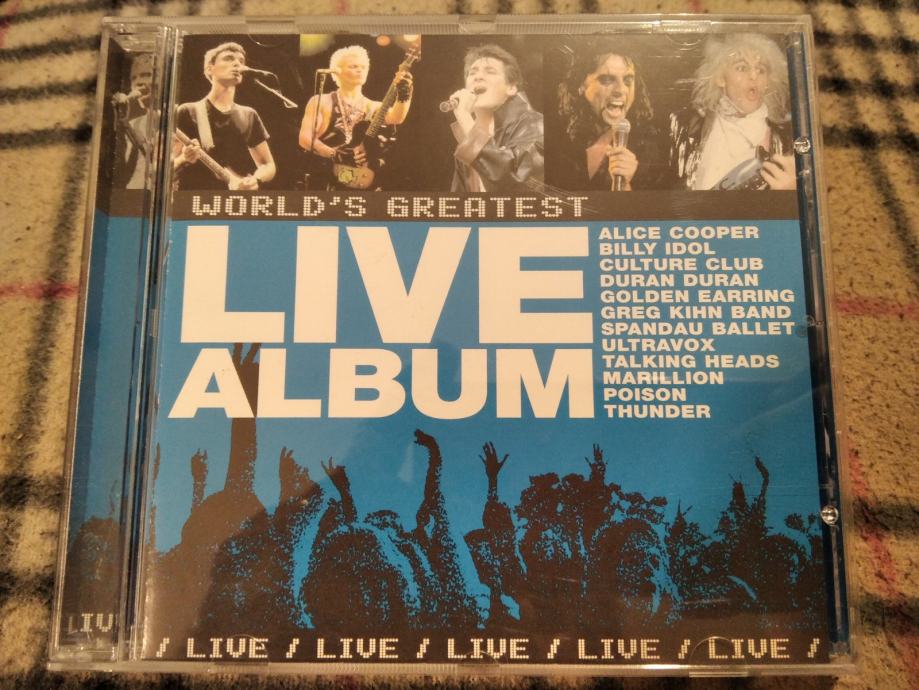 WORLD'S GREATEST
LIVE
ALBUM
ALICE COOPER
BILLY IDOL
CULTURE CLUB
DURAN DURAN
GOLDEN EARRING
GREG KIHN BAND
SPANDAU BALLET
ULTRAVOX
TALKING HEADS
MARILLION
POISON
THUNDER
LIV
/ LIVE / LIVE / LIVE / LIVE / LIVE /